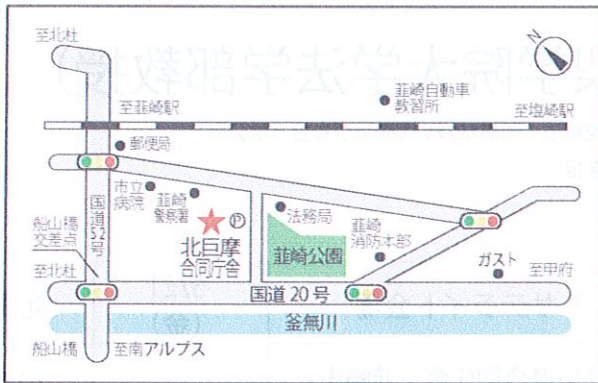 至北杜
N
韮崎自動車
教習所
至韮崎駅
至塩崎駅
郵便局
国道52号
市立
病院
韮崎
警察署
P
北巨摩
合同庁舎
法務局
韮崎公園
韮崎
消防本部
船山橋
交差点
ガスト
至北杜
至甲府
国道20号
釜無川
船山橋
至南アルプス